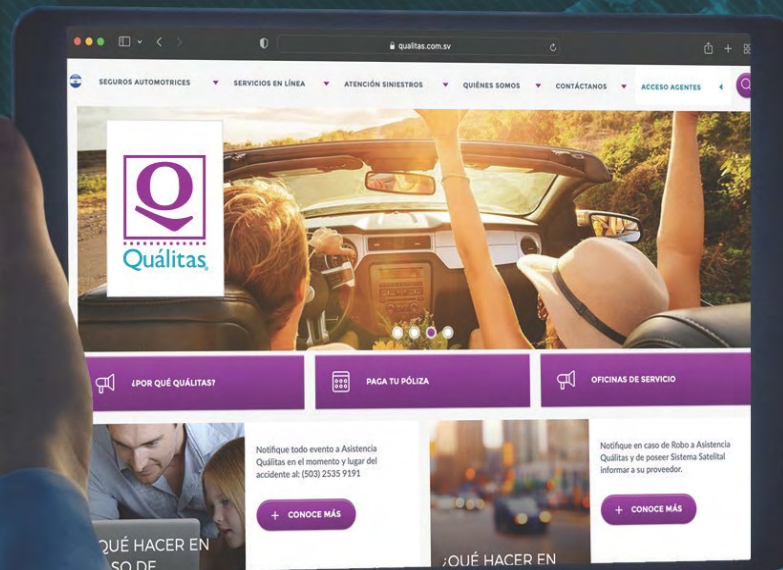 qualitas.com.sv
SEGUROS AUTOMOTRICES
SERVICIOS EN LÍNEA
ATENCIÓN SINIESTROS
QUIÉNES SOMOS
CONTÁCTANOS
ACCESO AGENTES
Q
Quálitas
¿POR QUÉ QUÁLITAS?
PAGA TU PÓLIZA
OFICINAS DE SERVICIO
Notifique todo evento a Asistencia
Quálitas en el momento y lugar del
accidente al: (503) 2535 9191
+ CONOCE MÁS
QUÉ HACER EN
SO DE
Notifique en caso de Robo a Asistencia
Quálitas y de poseer Sistema Satelital
informar a su proveedor.
+ CONOCE MÁS
¿QUÉ HACER EN